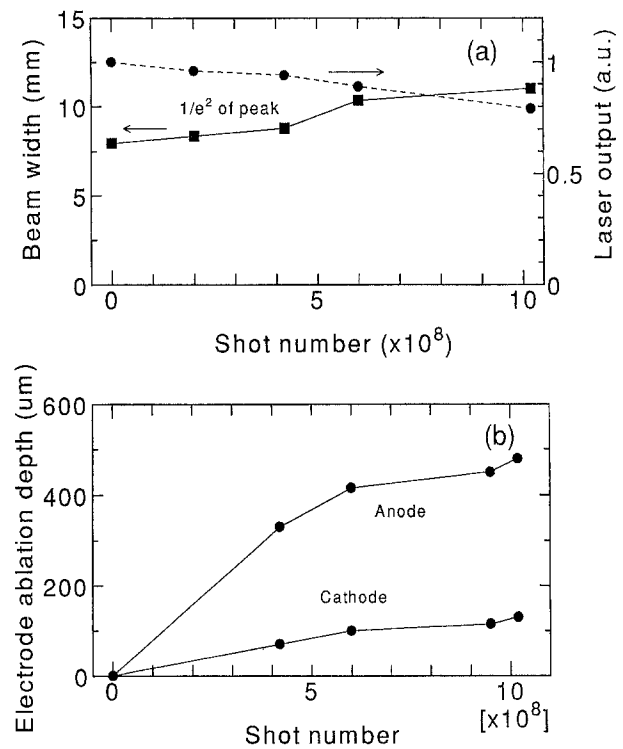 (a)
Beam width (mm)
15
10
5
0
1/e² of peak
Laser output (a.u.)
1
0.5
0
0
5
10
Shot number (x10⁸)
(b)
Electrode ablation depth (um)
600
400
200
0
Anode
Cathode
0
5
10
[x10⁸]
Shot number